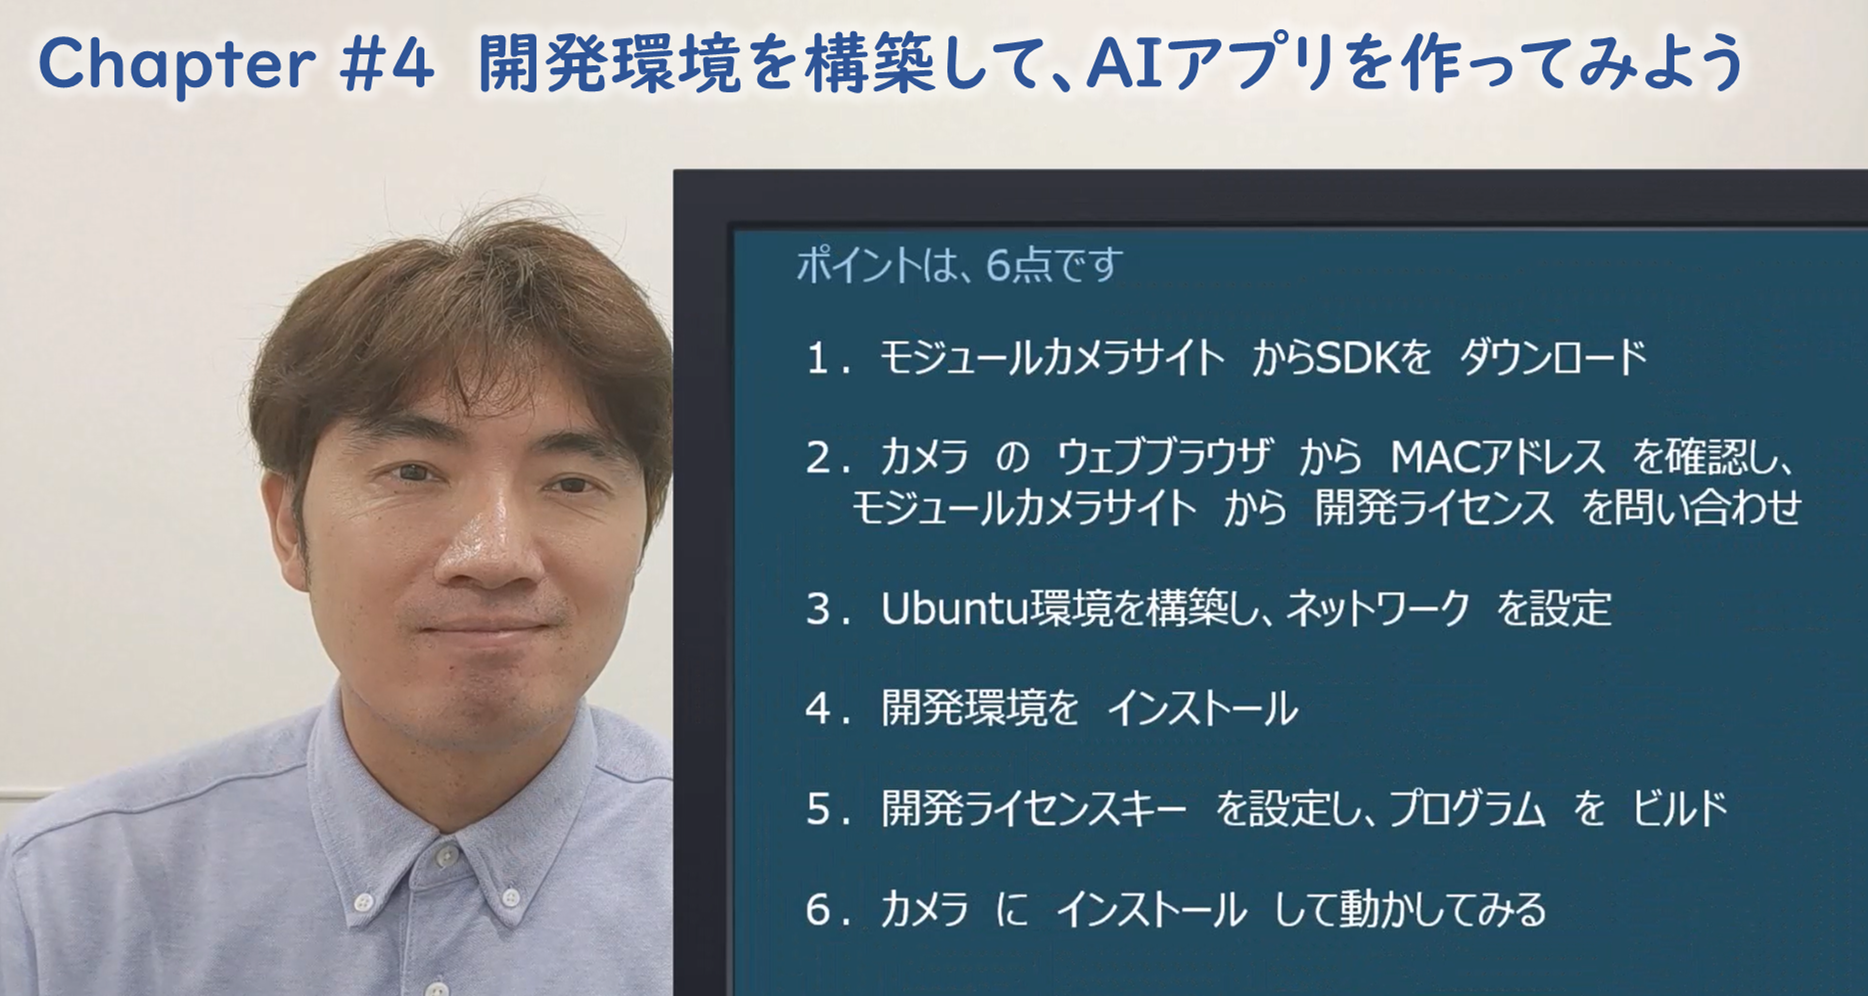 Chapter #4 開発環境を構築して、AIアプリを作ってみよう
ポイントは、6点です
1. モジュールカメラサイト からSDKを ダウンロード
2. カメラ の ウェブブラウザ から MACアドレス を確認し、
モジュールカメラサイト から 開発ライセンス を問い合わせ
3. Ubuntu環境を構築し、ネットワーク を設定
4. 開発環境を インストール
5. 開発ライセンスキー を設定し、プログラム を ビルド
6. カメラ に インストール して動かしてみる